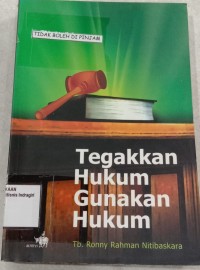 TIDAK BOLEH DI PINJAM
Tegakkan
Hukum
Gunakan
Hukum
Tb. Ronny Rahman Nitibaskara